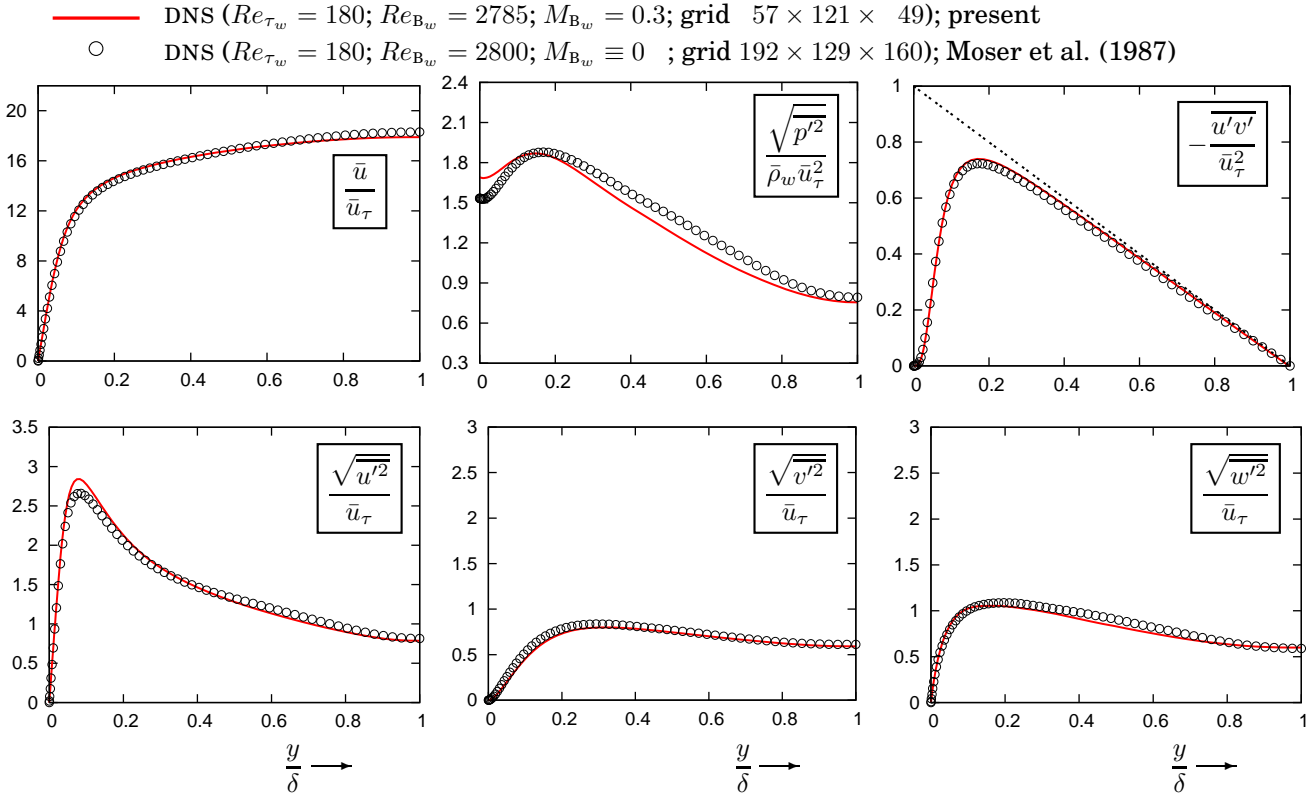 DNS (Re_τw = 180; Re_Bw = 2785; M_Bw = 0.3; grid 57 × 121 × 49); present
DNS (Re_τw = 180; Re_Bw = 2800; M_Bw ≡ 0 ; grid 192 × 129 × 160); Moser et al. (1987)
22
20
16
12
8
4
0
0 0.2 0.4 0.6 0.8 1
ū / ū_τ
2.4
2.1
1.8
1.5
1.2
0.9
0.6
0.3
0 0.2 0.4 0.6 0.8 1
√(p′²)‾ / ρ̄_w ū_τ²
1
0.8
0.6
0.4
0.2
0
0 0.2 0.4 0.6 0.8 1
− u′v′‾ / ū_τ²
3.5
3
2.5
2
1.5
1
0.5
0
0 0.2 0.4 0.6 0.8 1
√(u′²)‾ / ū_τ
y / δ ⟶
3
2.5
2
1.5
1
0.5
0
0 0.2 0.4 0.6 0.8 1
√(v′²)‾ / ū_τ
y / δ ⟶
3
2.5
2
1.5
1
0.5
0
0 0.2 0.4 0.6 0.8 1
√(w′²)‾ / ū_τ
y / δ ⟶